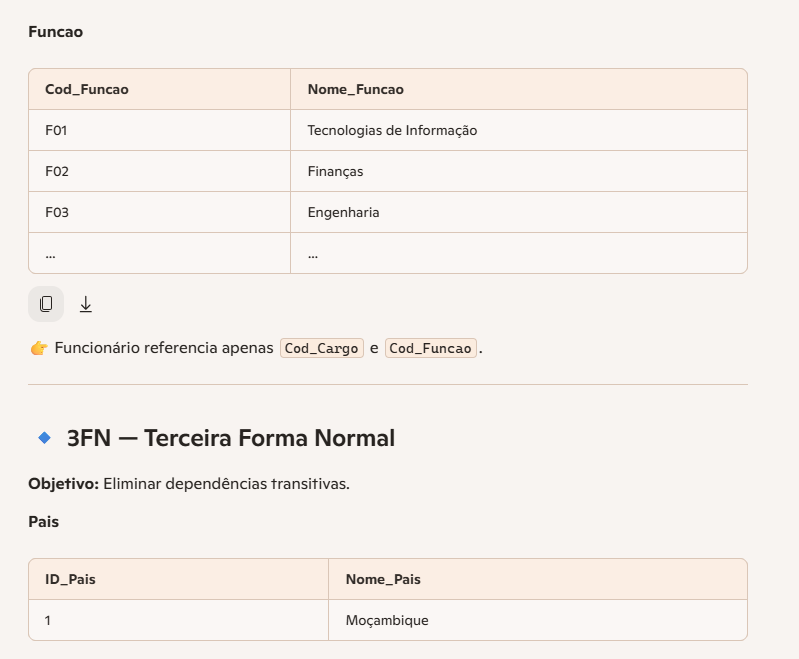 Funcao
Cod_Funcao Nome_Funcao
F01 Tecnologias de Informação
F02 Finanças
F03 Engenharia
... ...
👉 Funcionário referencia apenas Cod_Cargo e Cod_Funcao.
🔹 3FN — Terceira Forma Normal
Objetivo: Eliminar dependências transitivas.
Pais
ID_Pais Nome_Pais
1 Moçambique